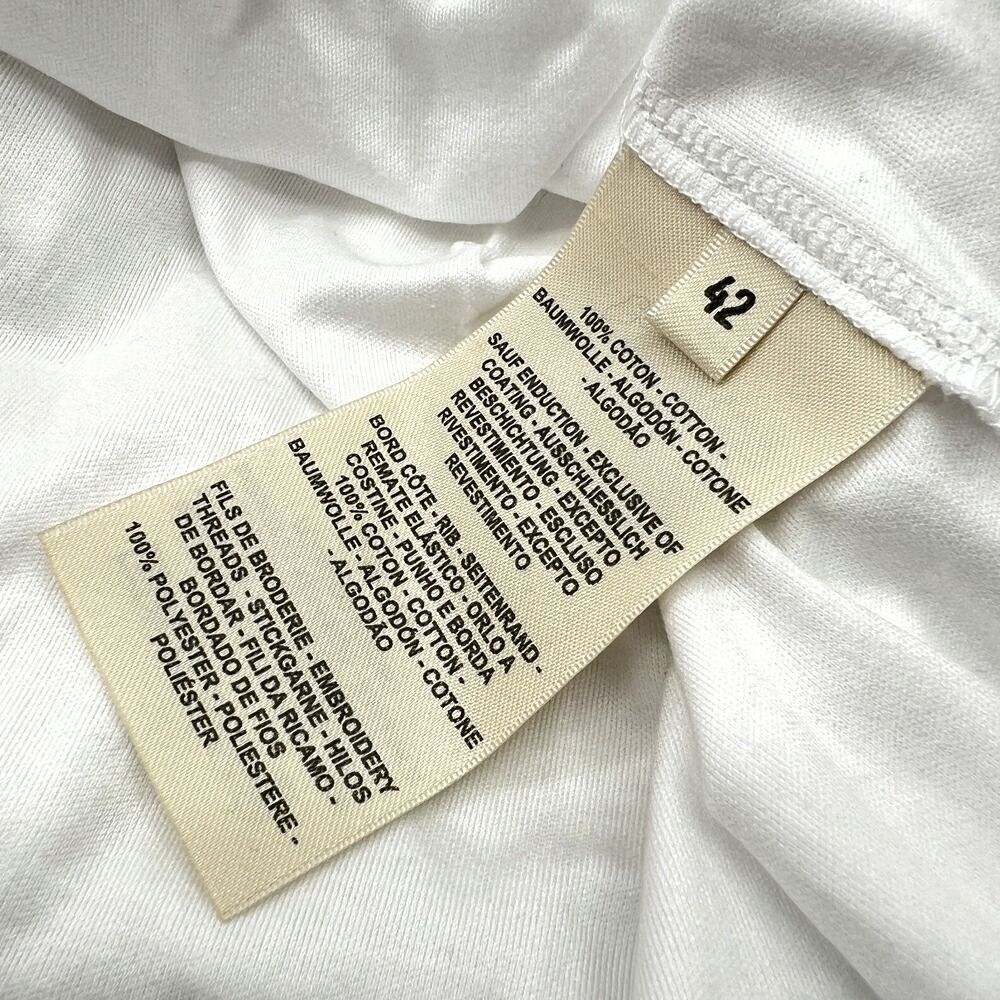 42
100% COTON - COTTON -
BAUMWOLLE - ALGODÓN - COTONE
- ALGODÃO
SAUF ENDUCTION - EXCLUSIVE OF
COATING - AUSSCHLIESSLICH
BESCHICHTUNG - EXCEPTO
REVESTIMENTO - ESCLUSO
RIVESTIMENTO - EXCEPTO
REVESTIMENTO
BORD CÔTE - RIB - SEITENRAND -
REMATE ELÁSTICO - ORLO A
COSTINE - PUNHO E BORDA
100% COTON - COTTON -
BAUMWOLLE - ALGODÓN - COTONE
- ALGODÃO
FILS DE BRODERIE - EMBROIDERY
THREADS - STICKGARNE - HILOS
DE BORDAR - FILI DA RICAMO -
BORDADO DE FIOS
100% POLYESTER - POLIESTERE -
POLIÉSTER